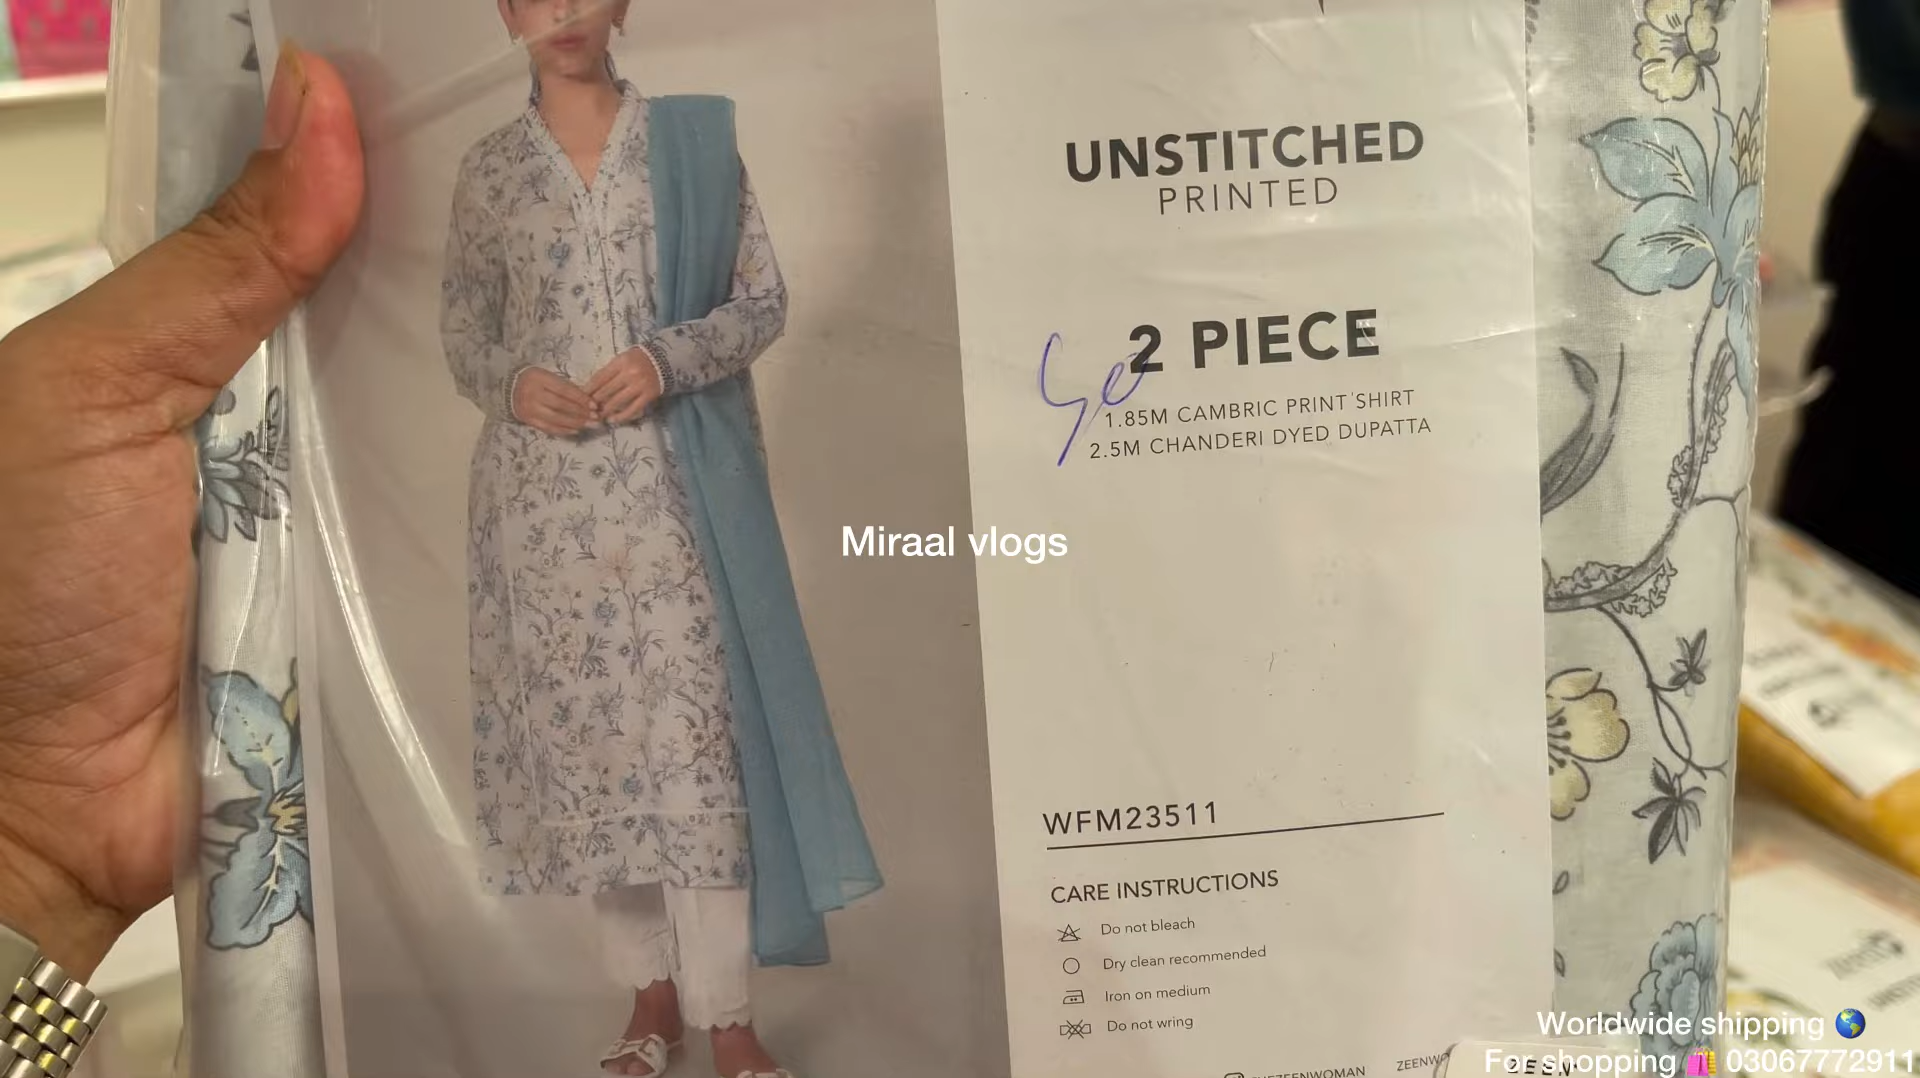 UNSTITCHED
PRINTED
2 PIECE
1.85M CAMBRIC PRINT SHIRT
2.5M CHANDERI DYED DUPATTA
Miraal vlogs
WFM23511
CARE INSTRUCTIONS
Do not bleach
Dry clean recommended
Iron on medium
Do not wring
Worldwide shipping 🌎
For shopping 🛍️ 03067772911
ZEEN